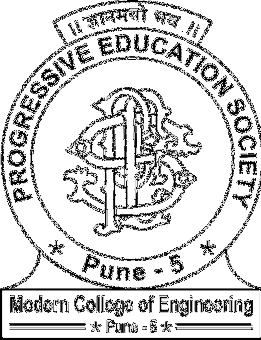 ॥ ज्ञानमयो भव ॥
PROGRESSIVE EDUCATION SOCIETY
* Pune - 5 *
Modern College of Engineering
* Pune - 5 *